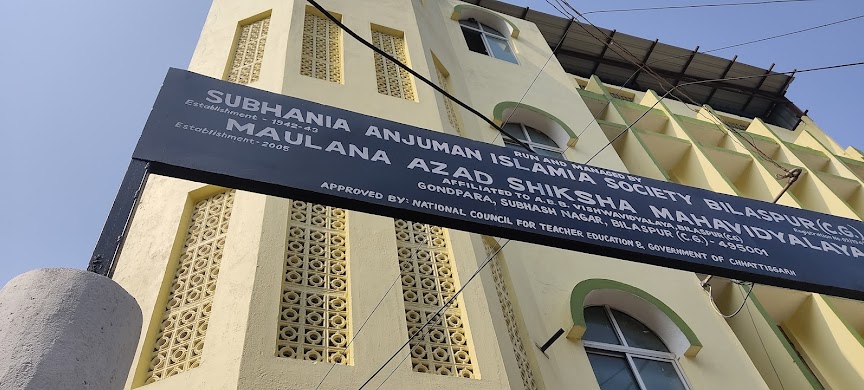 RUN AND MANAGED BY
SUBHANIA ANJUMAN ISLAMIA SOCIETY BILASPUR (C.G.)
Establishment - 1942-43
MAULANA AZAD SHIKSHA MAHAVIDYALAYA
Establishment - 2005
AFFILIATED TO A.B.B. VISHWAVIDYALAYA, BILASPUR (C.G)
GONDPARA, SUBHASH NAGAR, BILASPUR (C.G.) - 495001
APPROVED BY: NATIONAL COUNCIL FOR TEACHER EDUCATION &, GOVERNMENT OF CHHATTISGARH